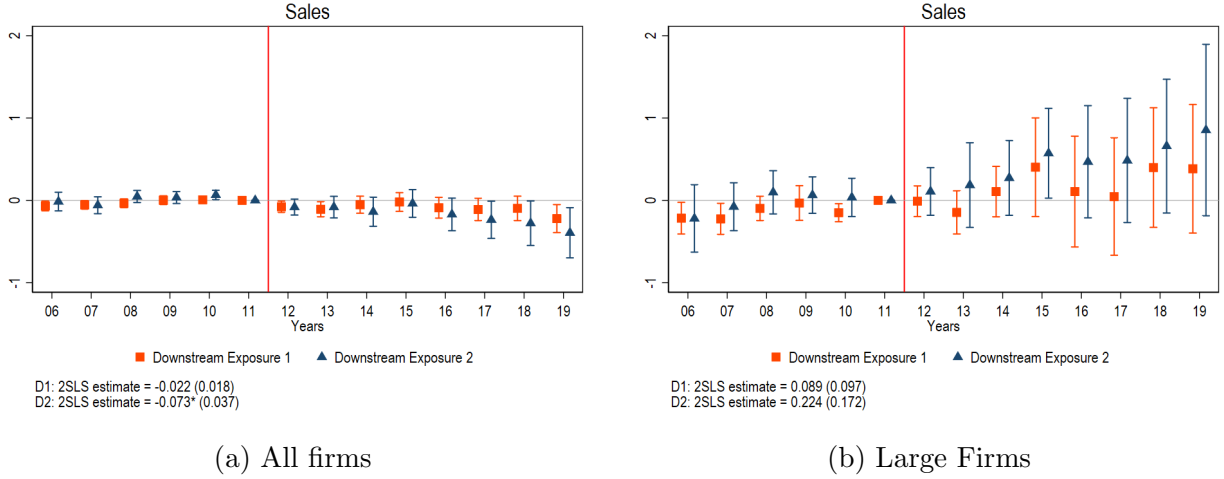 Sales
2
1
0
-1
06 07 08 09 10 11 12 13 14 15 16 17 18 19
Years
Downstream Exposure 1 Downstream Exposure 2
D1: 2SLS estimate = -0.022 (0.018)
D2: 2SLS estimate = -0.073* (0.037)
(a) All firms
Sales
2
1
0
-1
06 07 08 09 10 11 12 13 14 15 16 17 18 19
Years
Downstream Exposure 1 Downstream Exposure 2
D1: 2SLS estimate = 0.089 (0.097)
D2: 2SLS estimate = 0.224 (0.172)
(b) Large Firms